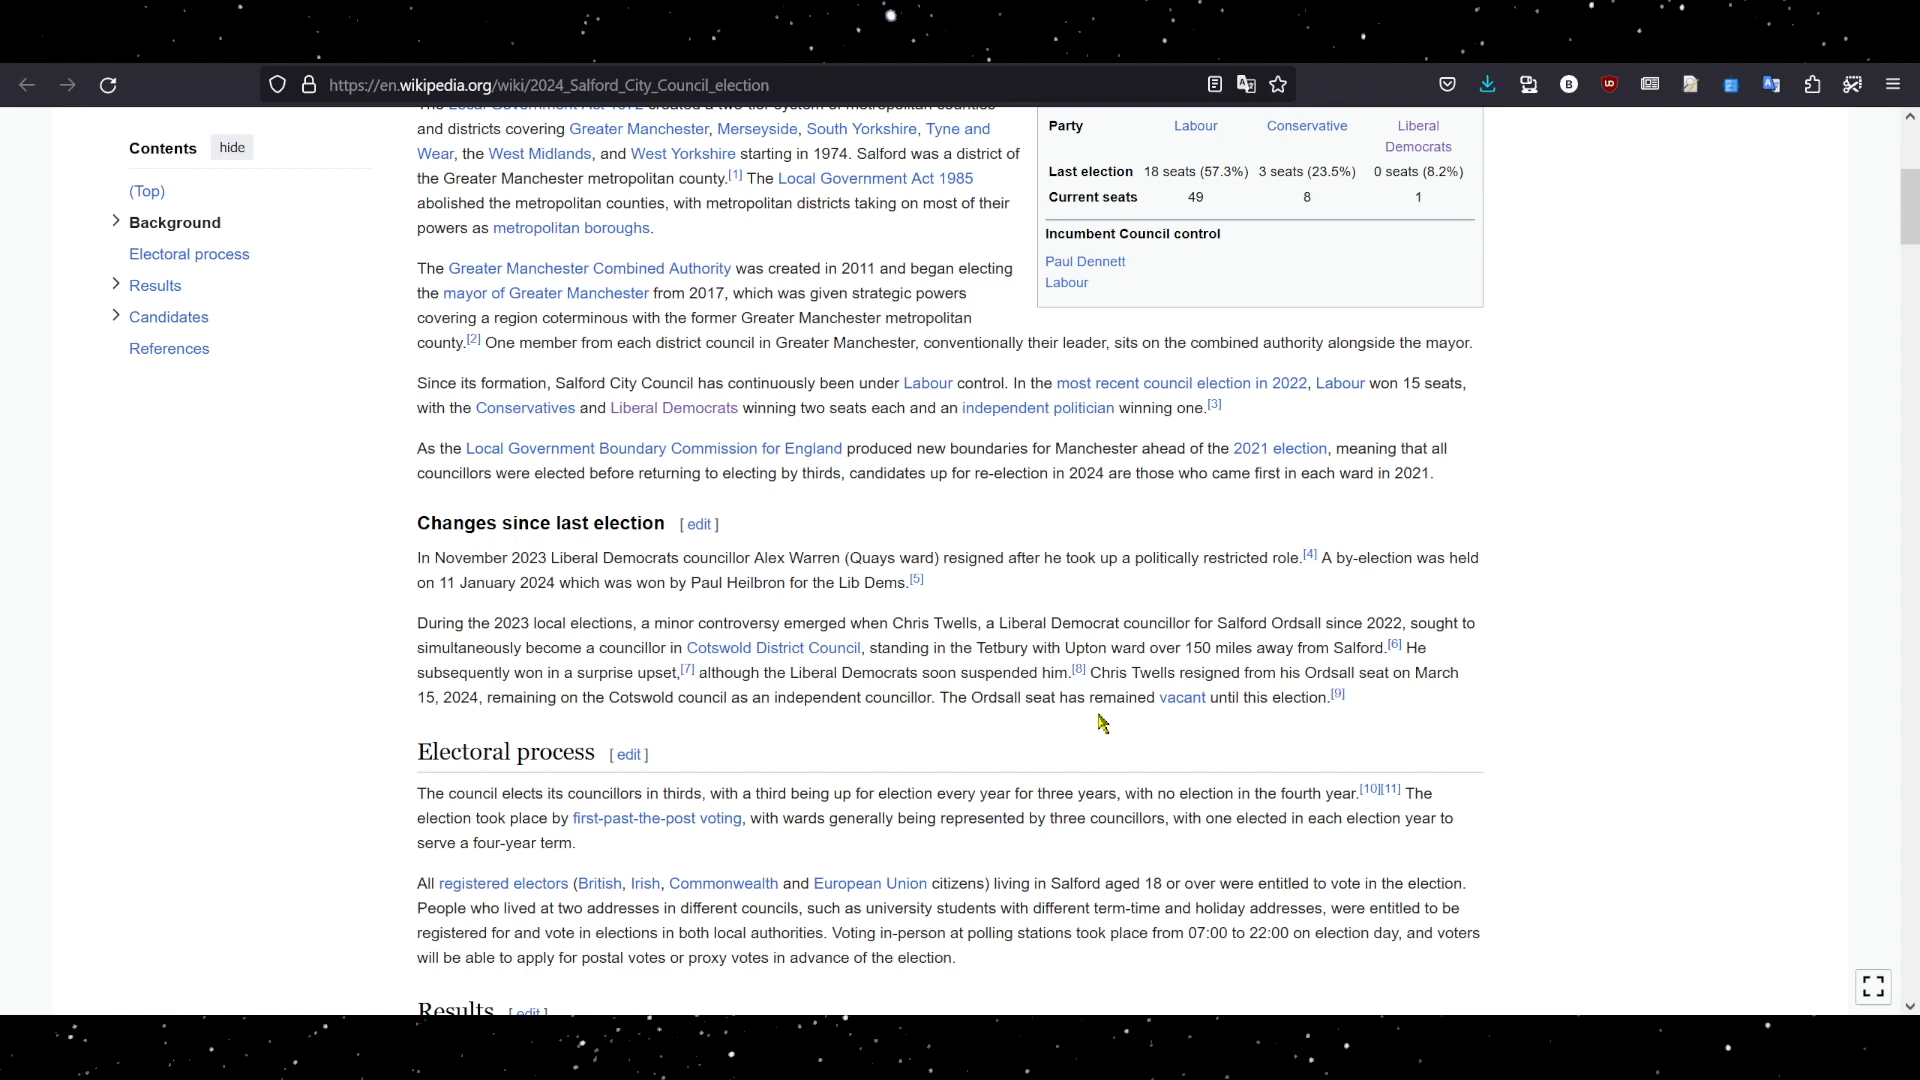 https://en.wikipedia.org/wiki/2024_Salford_City_Council_election
Contents hide
(Top)
Background
Electoral process
Results
Candidates
References
The Local Government Act 1972 created a two-tier system of metropolitan counties
and districts covering Greater Manchester, Merseyside, South Yorkshire, Tyne and
Wear, the West Midlands, and West Yorkshire starting in 1974. Salford was a district of
the Greater Manchester metropolitan county.[1] The Local Government Act 1985
abolished the metropolitan counties, with metropolitan districts taking on most of their
powers as metropolitan boroughs.
Party Labour Conservative Liberal
Democrats
Last election 18 seats (57.3%) 3 seats (23.5%) 0 seats (8.2%)
Current seats 49 8 1
Incumbent Council control
Paul Dennett
Labour
The Greater Manchester Combined Authority was created in 2011 and began electing
the mayor of Greater Manchester from 2017, which was given strategic powers
covering a region coterminous with the former Greater Manchester metropolitan
county.[2] One member from each district council in Greater Manchester, conventionally their leader, sits on the combined authority alongside the mayor.
Since its formation, Salford City Council has continuously been under Labour control. In the most recent council election in 2022, Labour won 15 seats,
with the Conservatives and Liberal Democrats winning two seats each and an independent politician winning one.[3]
As the Local Government Boundary Commission for England produced new boundaries for Manchester ahead of the 2021 election, meaning that all
councillors were elected before returning to electing by thirds, candidates up for re-election in 2024 are those who came first in each ward in 2021.
Changes since last election [ edit ]
In November 2023 Liberal Democrats councillor Alex Warren (Quays ward) resigned after he took up a politically restricted role.[4] A by-election was held
on 11 January 2024 which was won by Paul Heilbron for the Lib Dems.[5]
During the 2023 local elections, a minor controversy emerged when Chris Twells, a Liberal Democrat councillor for Salford Ordsall since 2022, sought to
simultaneously become a councillor in Cotswold District Council, standing in the Tetbury with Upton ward over 150 miles away from Salford.[6] He
subsequently won in a surprise upset,[7] although the Liberal Democrats soon suspended him.[8] Chris Twells resigned from his Ordsall seat on March
15, 2024, remaining on the Cotswold council as an independent councillor. The Ordsall seat has remained vacant until this election.[9]
Electoral process [ edit ]
The council elects its councillors in thirds, with a third being up for election every year for three years, with no election in the fourth year.[10][11] The
election took place by first-past-the-post voting, with wards generally being represented by three councillors, with one elected in each election year to
serve a four-year term.
All registered electors (British, Irish, Commonwealth and European Union citizens) living in Salford aged 18 or over were entitled to vote in the election.
People who lived at two addresses in different councils, such as university students with different term-time and holiday addresses, were entitled to be
registered for and vote in elections in both local authorities. Voting in-person at polling stations took place from 07:00 to 22:00 on election day, and voters
will be able to apply for postal votes or proxy votes in advance of the election.
Results [ edit ]